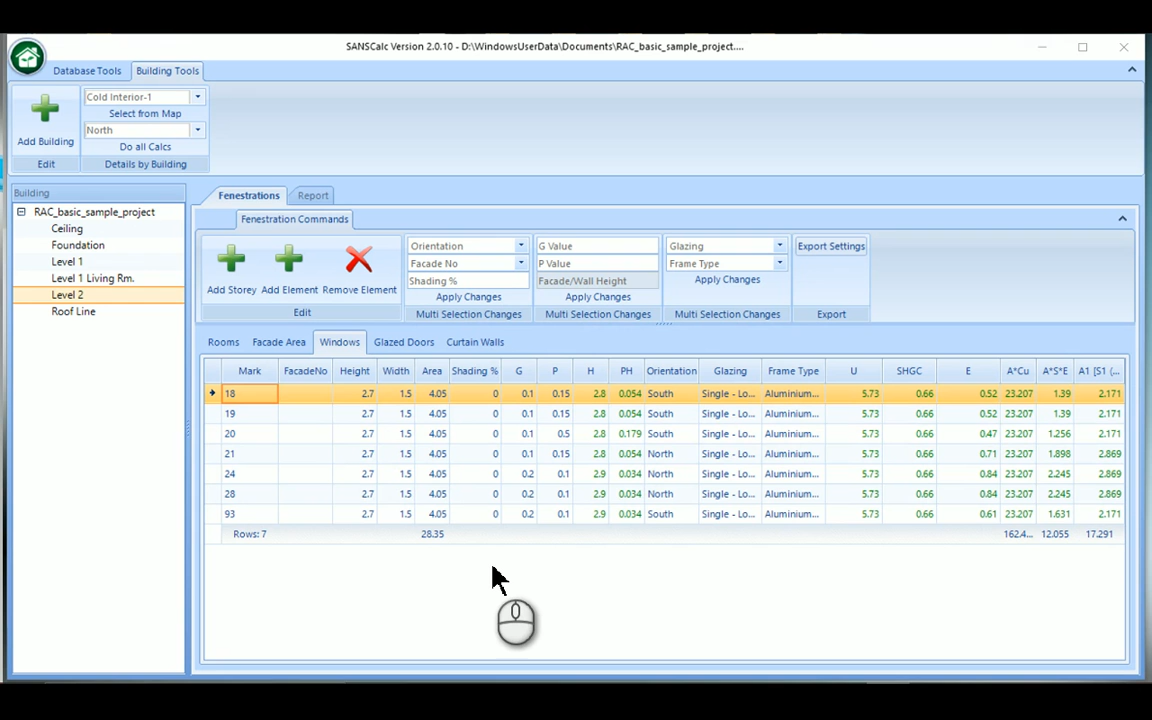 SANSCalc Version 2.0.10 - D:\WindowsUserData\Documents\RAC_basic_sample_project....
Database Tools Building Tools
Add Building
Edit
Cold Interior-1
Select from Map
North
Do all Calcs
Details by Building
Building
RAC_basic_sample_project
Ceiling
Foundation
Level 1
Level 1 Living Rm.
Level 2
Roof Line
Fenestrations Report
Fenestration Commands
Add Storey Add Element Remove Element
Edit
Orientation
Facade No
Shading %
Apply Changes
Multi Selection Changes
G Value
P Value
Facade/Wall Height
Apply Changes
Multi Selection Changes
Glazing
Frame Type
Apply Changes
Multi Selection Changes
Export Settings
Export
Rooms Facade Area Windows Glazed Doors Curtain Walls
Mark FacadeNo Height Width Area Shading % G P H PH Orientation Glazing Frame Type U SHGC E A*Cu A*S*E A1 [S1 (...
18 2.7 1.5 4.05 0 0.1 0.15 2.8 0.054 South Single - Lo... Aluminium... 5.73 0.66 0.52 23.207 1.39 2.171
19 2.7 1.5 4.05 0 0.1 0.15 2.8 0.054 South Single - Lo... Aluminium... 5.73 0.66 0.52 23.207 1.39 2.171
20 2.7 1.5 4.05 0 0.1 0.5 2.8 0.179 South Single - Lo... Aluminium... 5.73 0.66 0.47 23.207 1.256 2.171
21 2.7 1.5 4.05 0 0.1 0.15 2.8 0.054 North Single - Lo... Aluminium... 5.73 0.66 0.71 23.207 1.898 2.869
24 2.7 1.5 4.05 0 0.2 0.1 2.9 0.034 North Single - Lo... Aluminium... 5.73 0.66 0.84 23.207 2.245 2.869
28 2.7 1.5 4.05 0 0.2 0.1 2.9 0.034 North Single - Lo... Aluminium... 5.73 0.66 0.84 23.207 2.245 2.869
93 2.7 1.5 4.05 0 0.2 0.1 2.9 0.034 South Single - Lo... Aluminium... 5.73 0.66 0.61 23.207 1.631 2.171
Rows: 7 28.35 162.4... 12.055 17.291